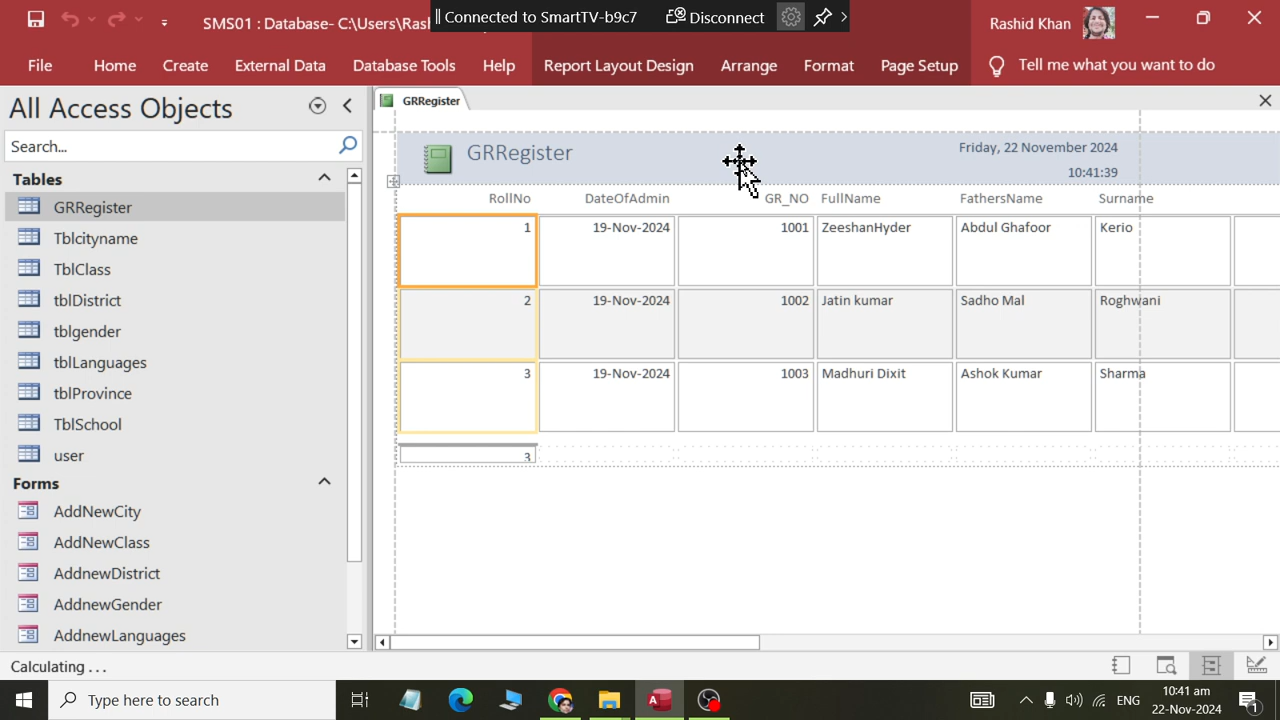 SMS01 : Database- C:\Users\Ras
Connected to SmartTV-b9c7 Disconnect
Rashid Khan
File Home Create External Data Database Tools Help Report Layout Design Arrange Format Page Setup Tell me what you want to do
All Access Objects
Search...
Tables
GRRegister
Tblcityname
TblClass
tblDistrict
tblgender
tblLanguages
tblProvince
TblSchool
user
Forms
AddNewCity
AddNewClass
AddnewDistrict
AddnewGender
AddnewLanguages
GRRegister
GRRegister
Friday, 22 November 2024
10:41:39
RollNo DateOfAdmin GR_NO FullName FathersName Surname
1 19-Nov-2024 1001 ZeeshanHyder Abdul Ghafoor Kerio
2 19-Nov-2024 1002 Jatin kumar Sadho Mal Roghwani
3 19-Nov-2024 1003 Madhuri Dixit Ashok Kumar Sharma
3
Calculating . . .
Type here to search
ENG
10:41 am
22-Nov-2024
1